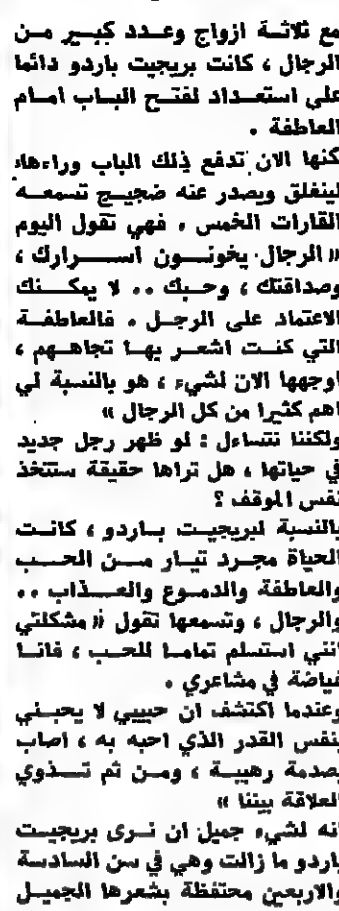 مع ثلاثة ازواج وعدد كبير من
الرجال ، كانت بريجيت باردو دائما
على استعداد لفتح الباب امام
العاطفة .
كنها الان تدفع ذلك الباب وراءها
لينغلق ويصدر عنه ضجيج تسمعه
القارات الخمس . فهي تقول اليوم
« الرجال يخونون اسرارك ،
وصداقتك ، وحبك .. لا يمكنك
الاعتماد على الرجل . فالعاطفة
التي كنت اشعر بها تجاههم ،
اوجهها الان لشيء ، هو بالنسبة لي
اهم كثيرا من كل الرجال »
ولكننا نتساءل : لو ظهر رجل جديد
في حياتها ، هل تراها حقيقة ستتخذ
نفس الموقف ؟
بالنسبة لبريجيت باردو ، كانت
الحياة مجرد تيار من الحب
والعاطفة والدموع والعذاب ..
والرجال ، وتسمعها تقول « مشكلتي
انني استسلم تماما للحب ، فانا
فياضة في مشاعري .
وعندما اكتشف ان حبيبي لا يحبني
بنفس القدر الذي احبه به ، اصاب
بصدمة رهيبة ، ومن ثم تذوي
العلاقة بيننا »
انه لشيء جميل ان نرى بريجيت
باردو ما زالت وهي في سن السادسة
والاربعين محتفظة بشعرها الجميل